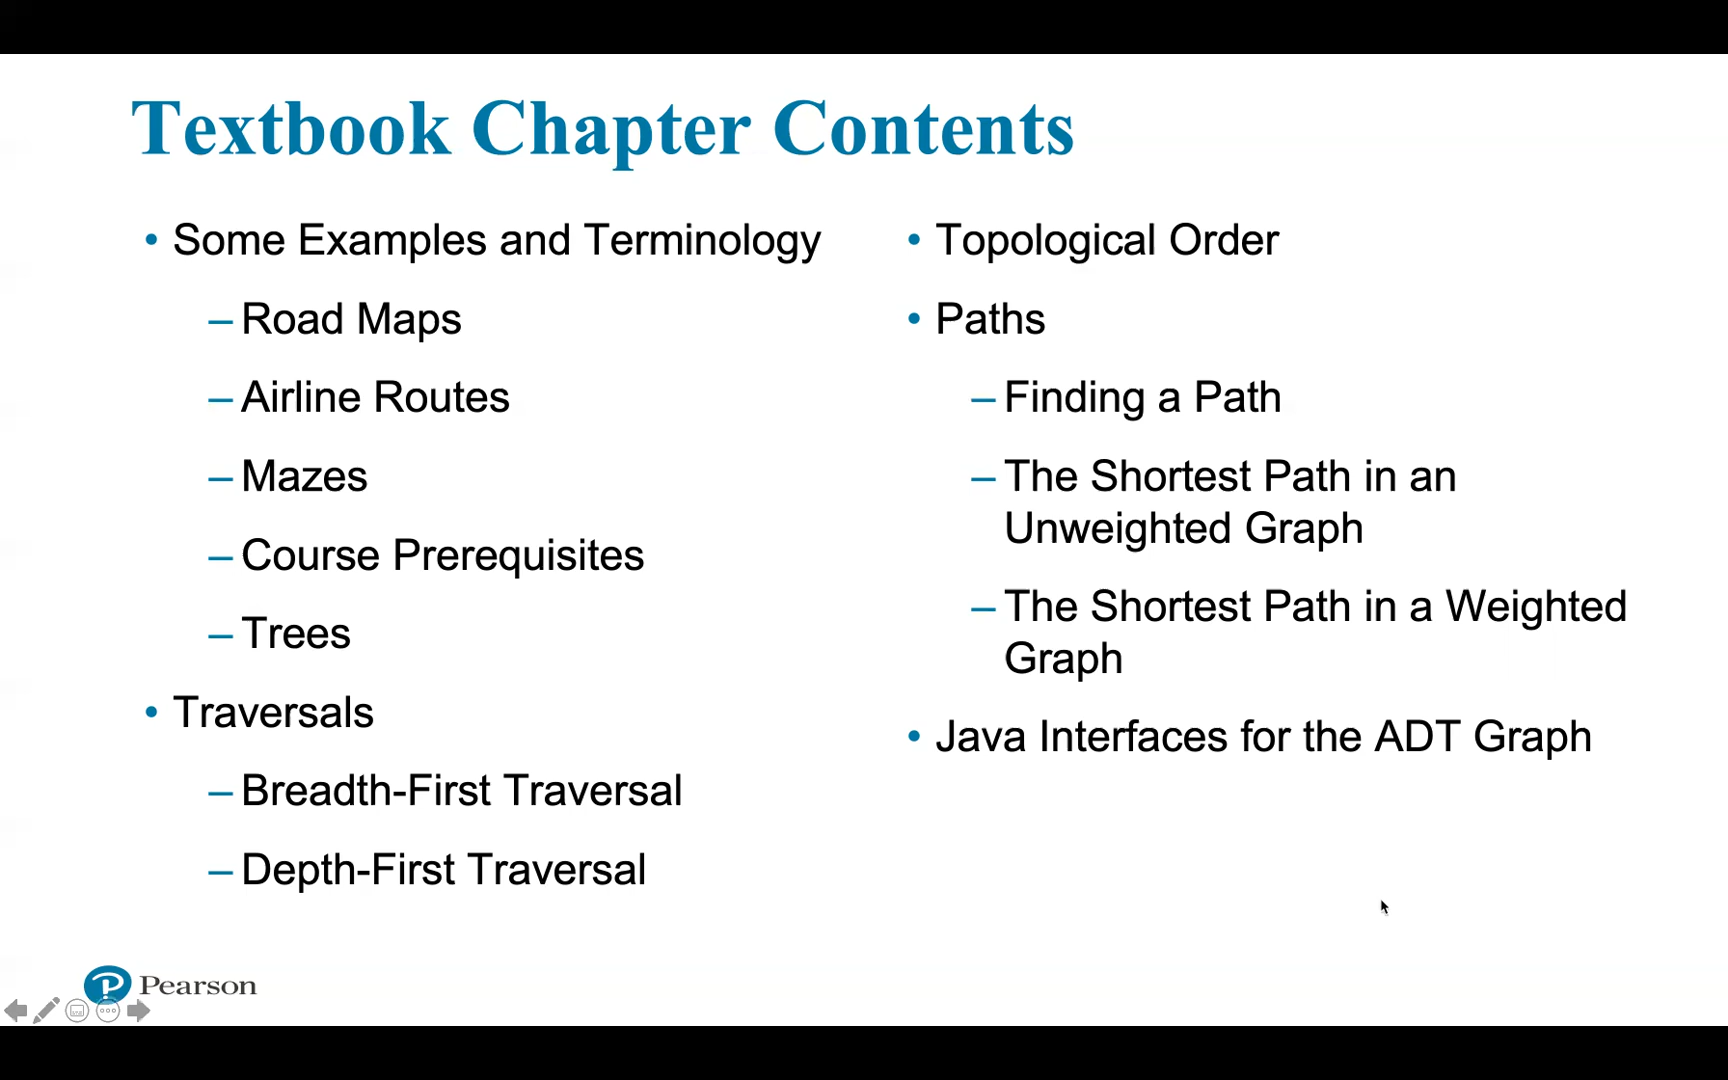 Textbook Chapter Contents
• Some Examples and Terminology
– Road Maps
– Airline Routes
– Mazes
– Course Prerequisites
– Trees
• Traversals
– Breadth-First Traversal
– Depth-First Traversal
• Topological Order
• Paths
– Finding a Path
– The Shortest Path in an
Unweighted Graph
– The Shortest Path in a Weighted
Graph
• Java Interfaces for the ADT Graph
Pearson